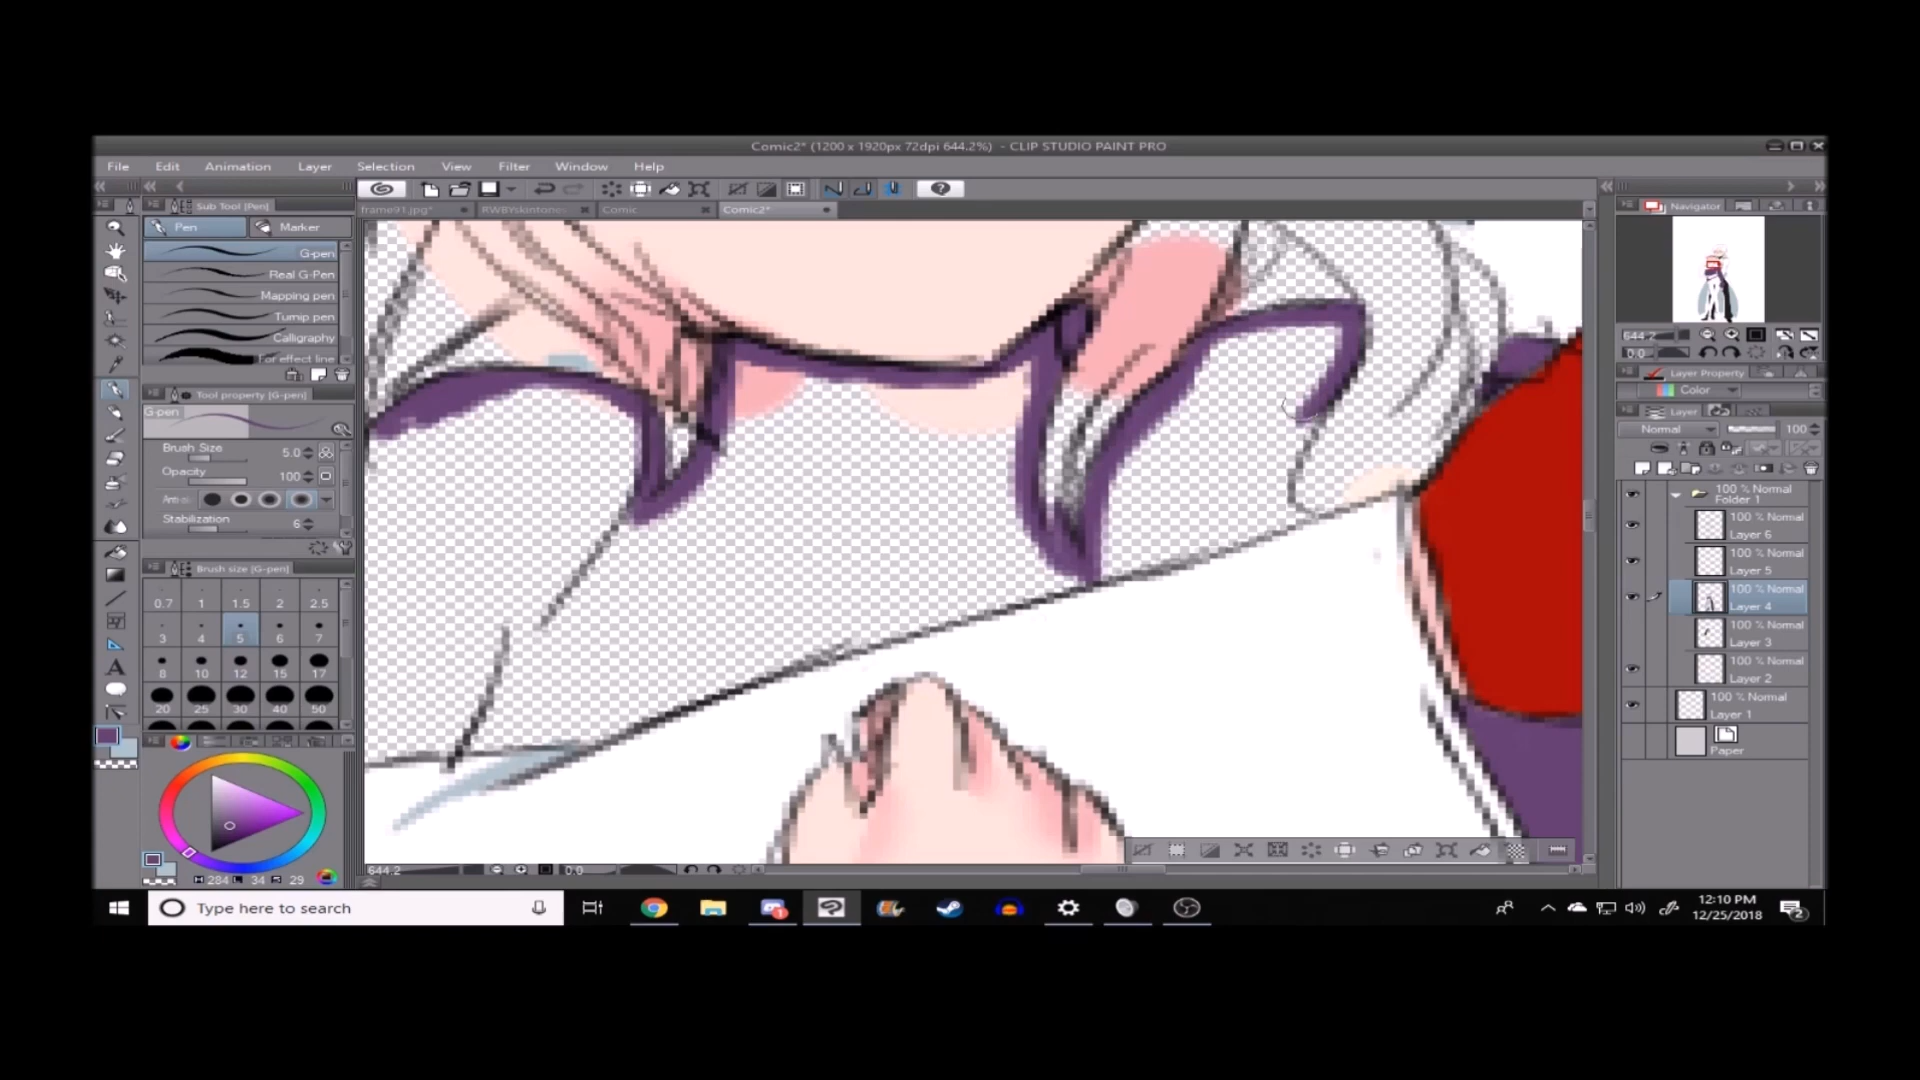 Comic2* (1200 x 1920px 72dpi 644.2%) - CLIP STUDIO PAINT PRO
File Edit Animation Layer Selection View Filter Window Help
Sub Tool [Pen]
frame91.jpg* Comic Comic2*
Navigator
Pen Marker
G-pen
Real G-Pen
Mapping pen
Turnip pen
Calligraphy
For effect line
644.2
0.0
Layer Property
Color
Tool property [G-pen]
G-pen
Brush Size 5.0
Opacity 100
Stabilization 6
Layer
Normal 100
100 % Normal
Folder 1
100 % Normal
Layer 6
100 % Normal
Layer 5
100 % Normal
Layer 4
100 % Normal
Layer 3
100 % Normal
Layer 2
100 % Normal
Layer 1
Paper
Brush size [G-pen]
0.7 1 1.5 2 2.5
3 4 5 6 7
8 10 12 15 17
20 25 30 40 50
H 284 L 34 S 29
644.2 0.0
Type here to search
12:10 PM
12/25/2018
2